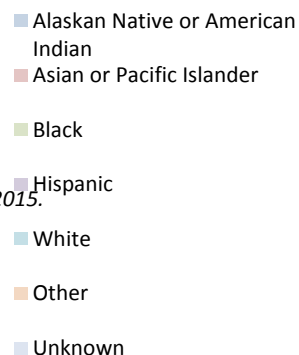 Alaskan Native or American
Indian
Asian or Pacific Islander
Black
Hispanic
2015.
White
Other
Unknown